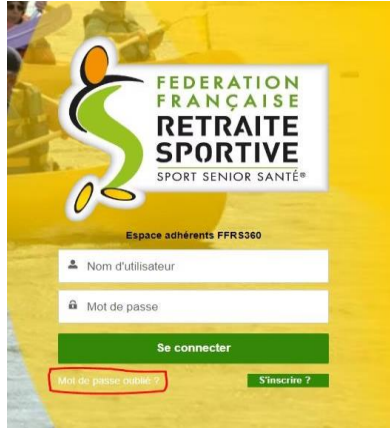 FEDERATION
FRANÇAISE
RETRAITE
SPORTIVE
SPORT SENIOR SANTÉ®
Espace adhérents FFRS360
Nom d'utilisateur
Mot de passe
Se connecter
Mot de passe oublié ?
S'inscrire ?